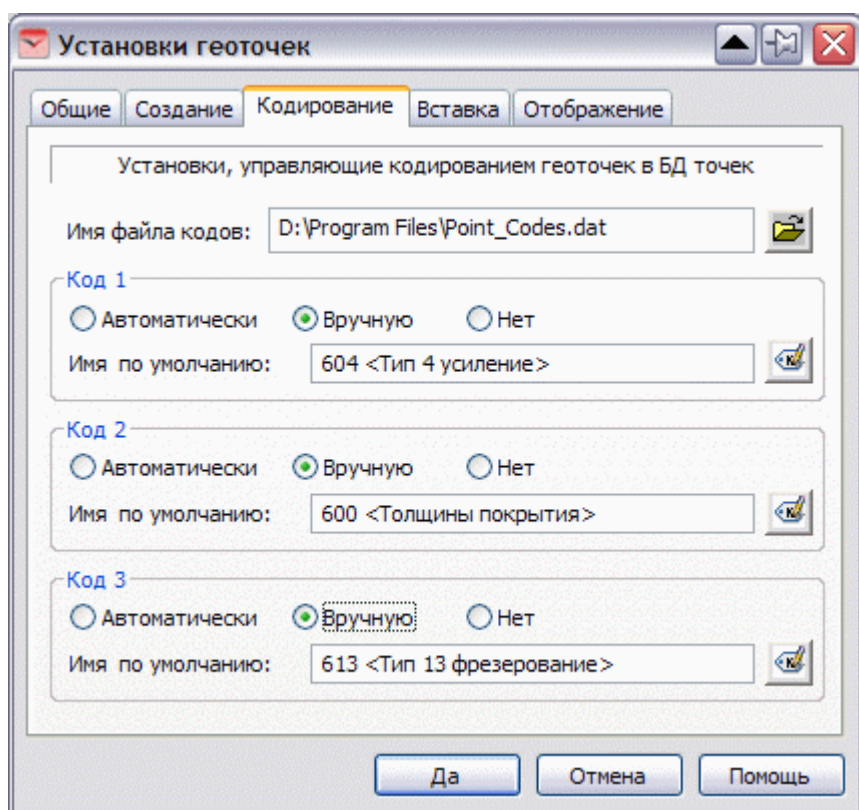 Установки геоточек
Общие Создание Кодирование Вставка Отображение
Установки, управляющие кодированием геоточек в БД точек
Имя файла кодов: D:\Program Files\Point_Codes.dat
Код 1
Автоматически Вручную Нет
Имя по умолчанию: 604 <Тип 4 усиление>
Код 2
Автоматически Вручную Нет
Имя по умолчанию: 600 <Толщины покрытия>
Код 3
Автоматически Вручную Нет
Имя по умолчанию: 613 <Тип 13 фрезерование>
Да Отмена Помощь